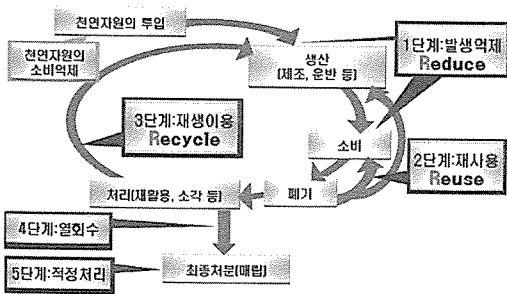 천연자원의 투입
천연자원의
소비억제
생산
(제조, 운반 등)
1단계:발생억제
Reduce
3단계:재생이용
Recycle
소비
2단계:재사용
Reuse
처리(재활용, 소각 등)
폐기
4단계:열회수
5단계:적정처리
최종처분(매립)